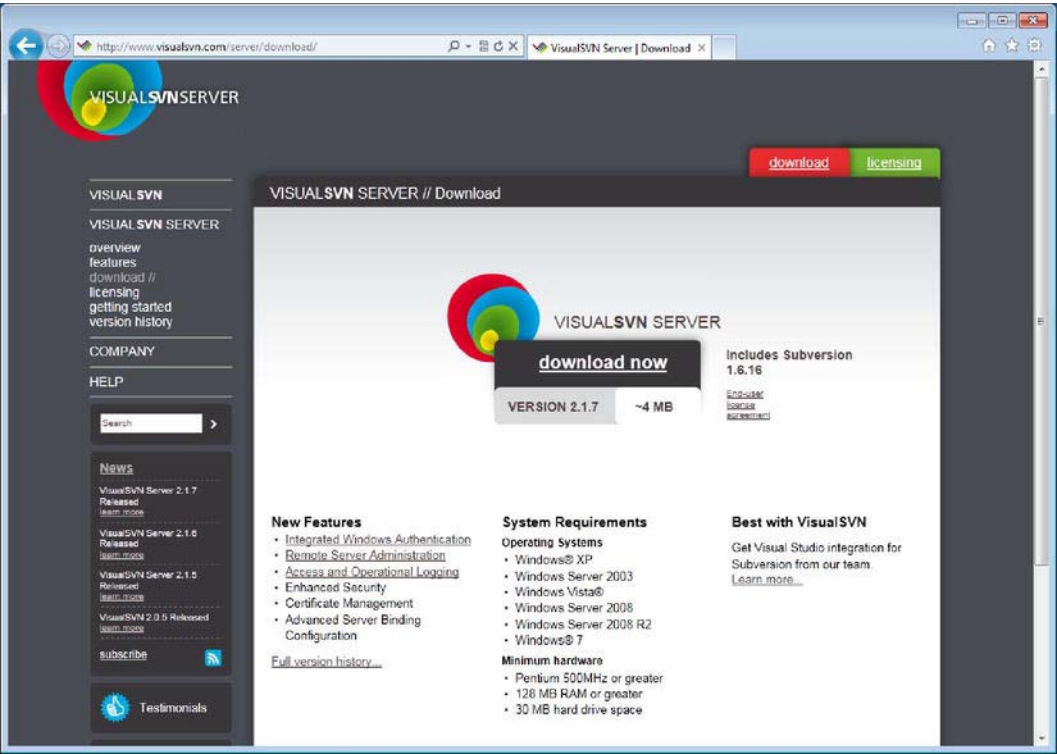 http://www.visualsvn.com/server/download/
VisualSVN Server | Download
VISUALSVNSERVER
download
licensing
VISUALSVN
VISUALSVN SERVER
overview
features
download //
licensing
getting started
version history
COMPANY
HELP
Search
News
VisualSVN Server 2.1.7
Released
learn more
VisualSVN Server 2.1.6
Released
learn more
VisualSVN Server 2.1.5
Released
learn more
VisualSVN 2.0.5 Released
learn more
subscribe
Testimonials
VISUALSVN SERVER // Download
VISUALSVN SERVER
download now
VERSION 2.1.7
~4 MB
Includes Subversion
1.6.16
End-user
license
agreement
New Features
• Integrated Windows Authentication
• Remote Server Administration
• Access and Operational Logging
• Enhanced Security
• Certificate Management
• Advanced Server Binding
Configuration
Full version history...
System Requirements
Operating Systems
• Windows® XP
• Windows Server 2003
• Windows Vista®
• Windows Server 2008
• Windows Server 2008 R2
• Windows® 7
Minimum hardware
• Pentium 500MHz or greater
• 128 MB RAM or greater
• 30 MB hard drive space
Best with VisualSVN
Get Visual Studio integration for
Subversion from our team.
Learn more...